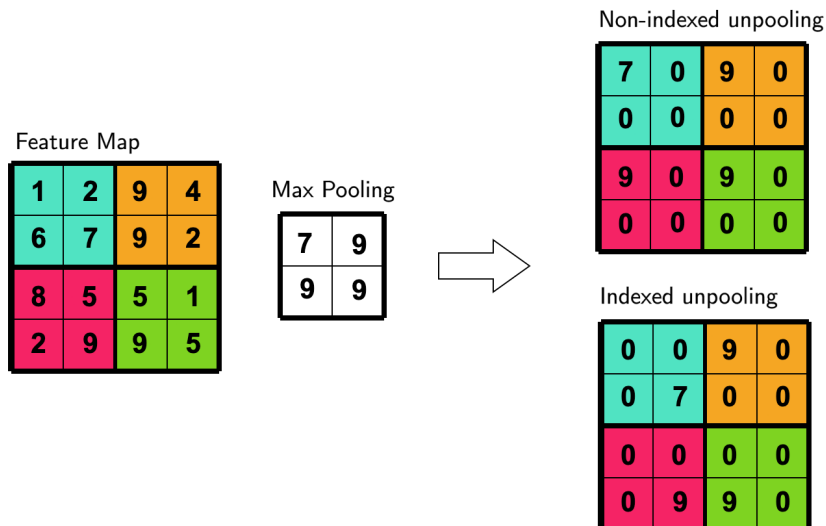 Feature Map
1 2 9 4
6 7 9 2
8 5 5 1
2 9 9 5
Max Pooling
7 9
9 9
Non-indexed unpooling
7 0 9 0
0 0 0 0
9 0 9 0
0 0 0 0
Indexed unpooling
0 0 9 0
0 7 0 0
0 0 0 0
0 9 9 0